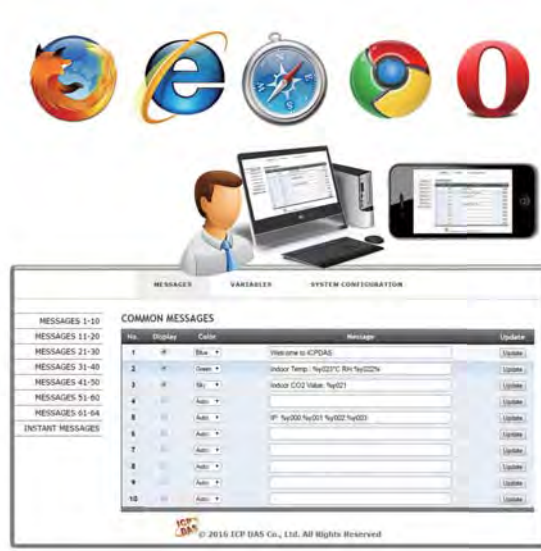 MESSAGES VARIABLES SYSTEM CONFIGURATION
MESSAGES 1-10
MESSAGES 11-20
MESSAGES 21-30
MESSAGES 31-40
MESSAGES 41-50
MESSAGES 51-60
MESSAGES 61-64
INSTANT MESSAGES
COMMON MESSAGES
No. Display Color Message Update
1 Blue Welcome to ICPDAS Update
2 Green Indoor Temp.: %y023°C RH:%y022% Update
3 Sky Indoor CO2 Value: %y021 Update
4 Auto Update
5 Auto IP: %y000.%y001.%y002.%y003 Update
6 Auto Update
7 Auto Update
8 Auto Update
9 Auto Update
10 Auto Update
ICP DAS © 2016 ICP DAS Co., Ltd. All Rights Reserved